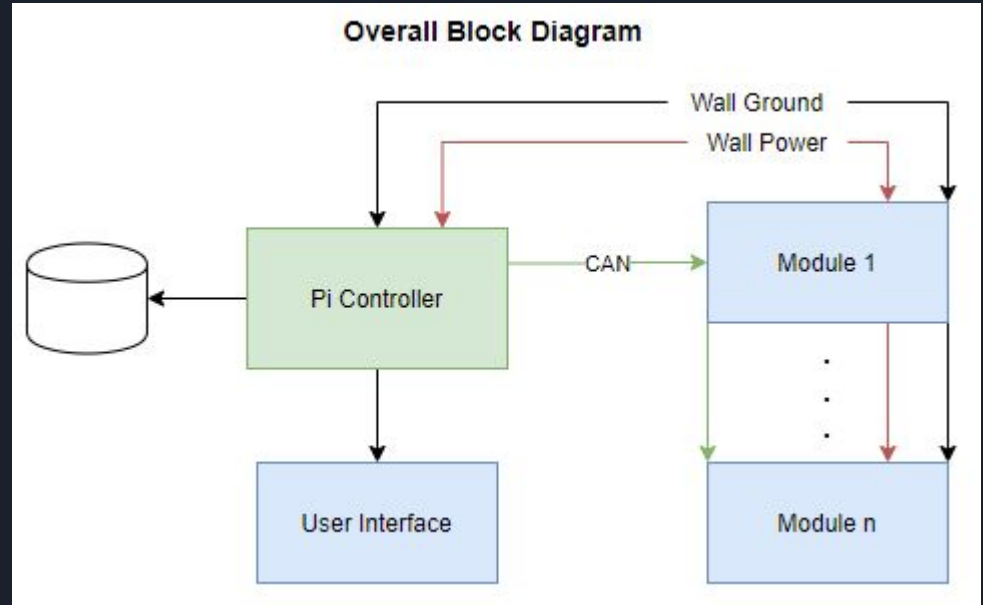 Overall Block Diagram
Wall Ground
Wall Power
CAN
Module 1
Pi Controller
User Interface
Module n